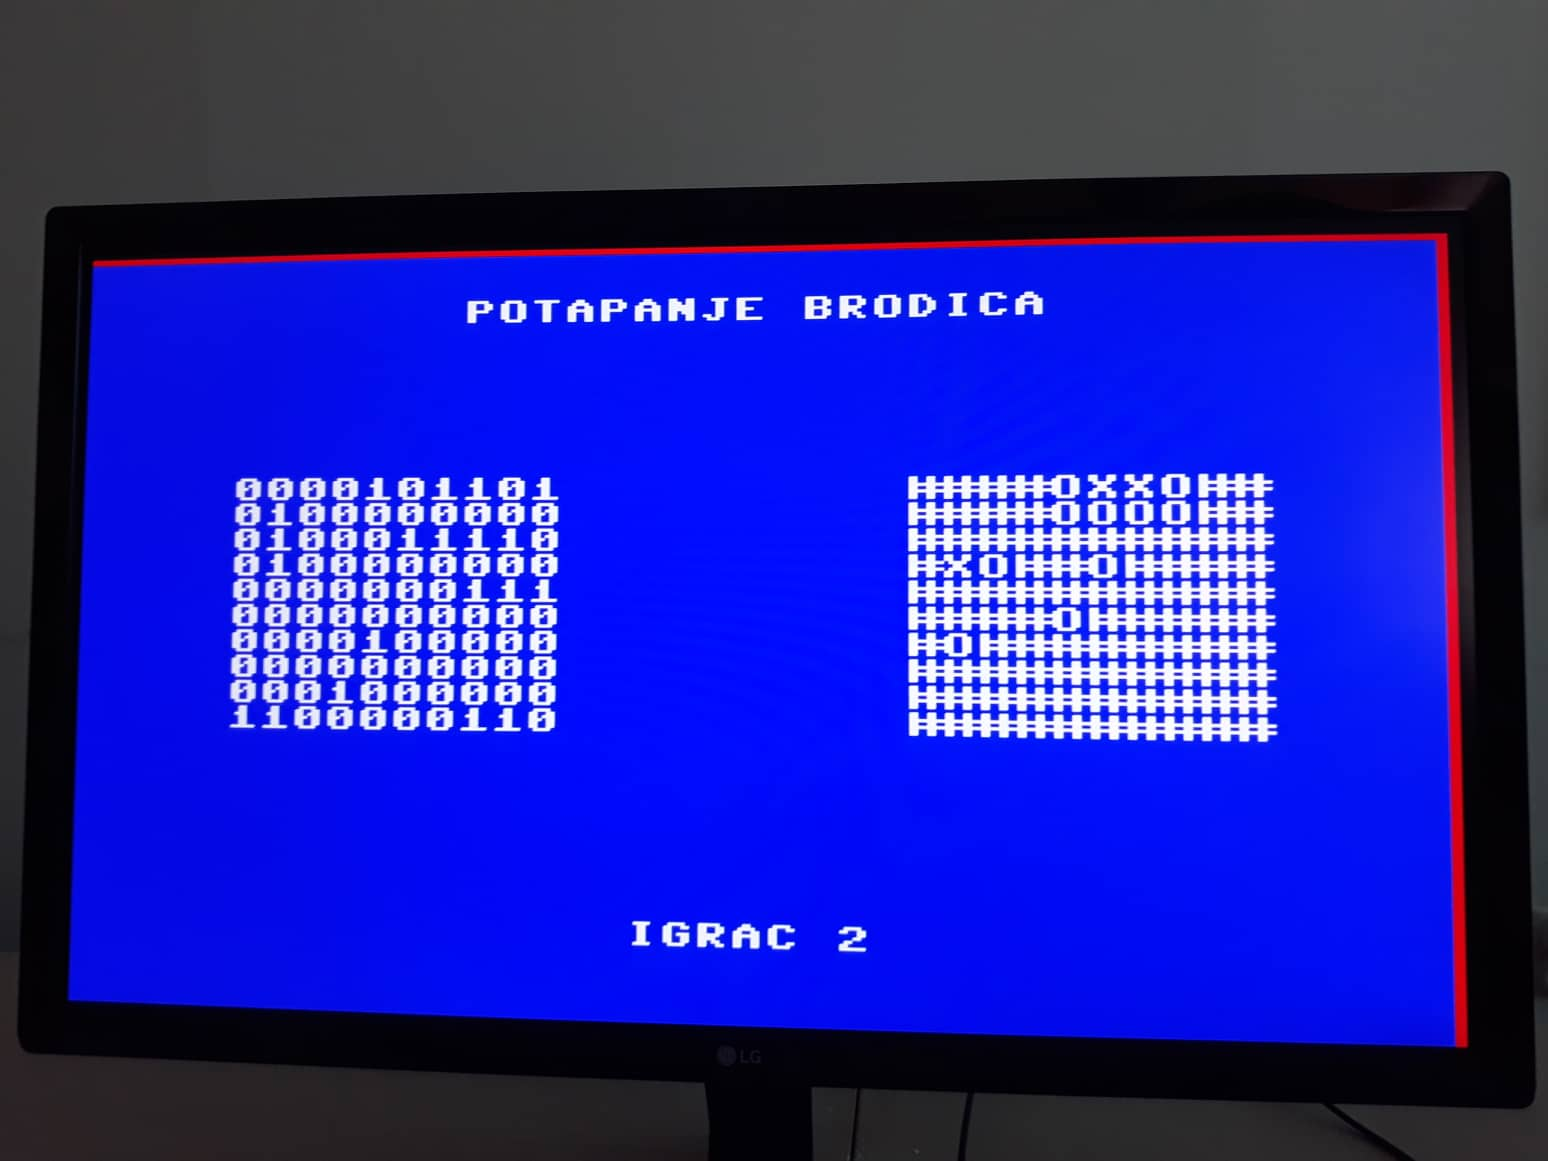 POTAPANJE BRODICA
0000101101 ####OXXO##
0100000000 ####OOOO##
0100011110 ##########
0100000000 #XO##O####
0000000111 ##########
0000000000 ####O#####
0000100000 #O########
0000000000 ##########
0001000000 ##########
1100000110 ##########
IGRAC 2
LG